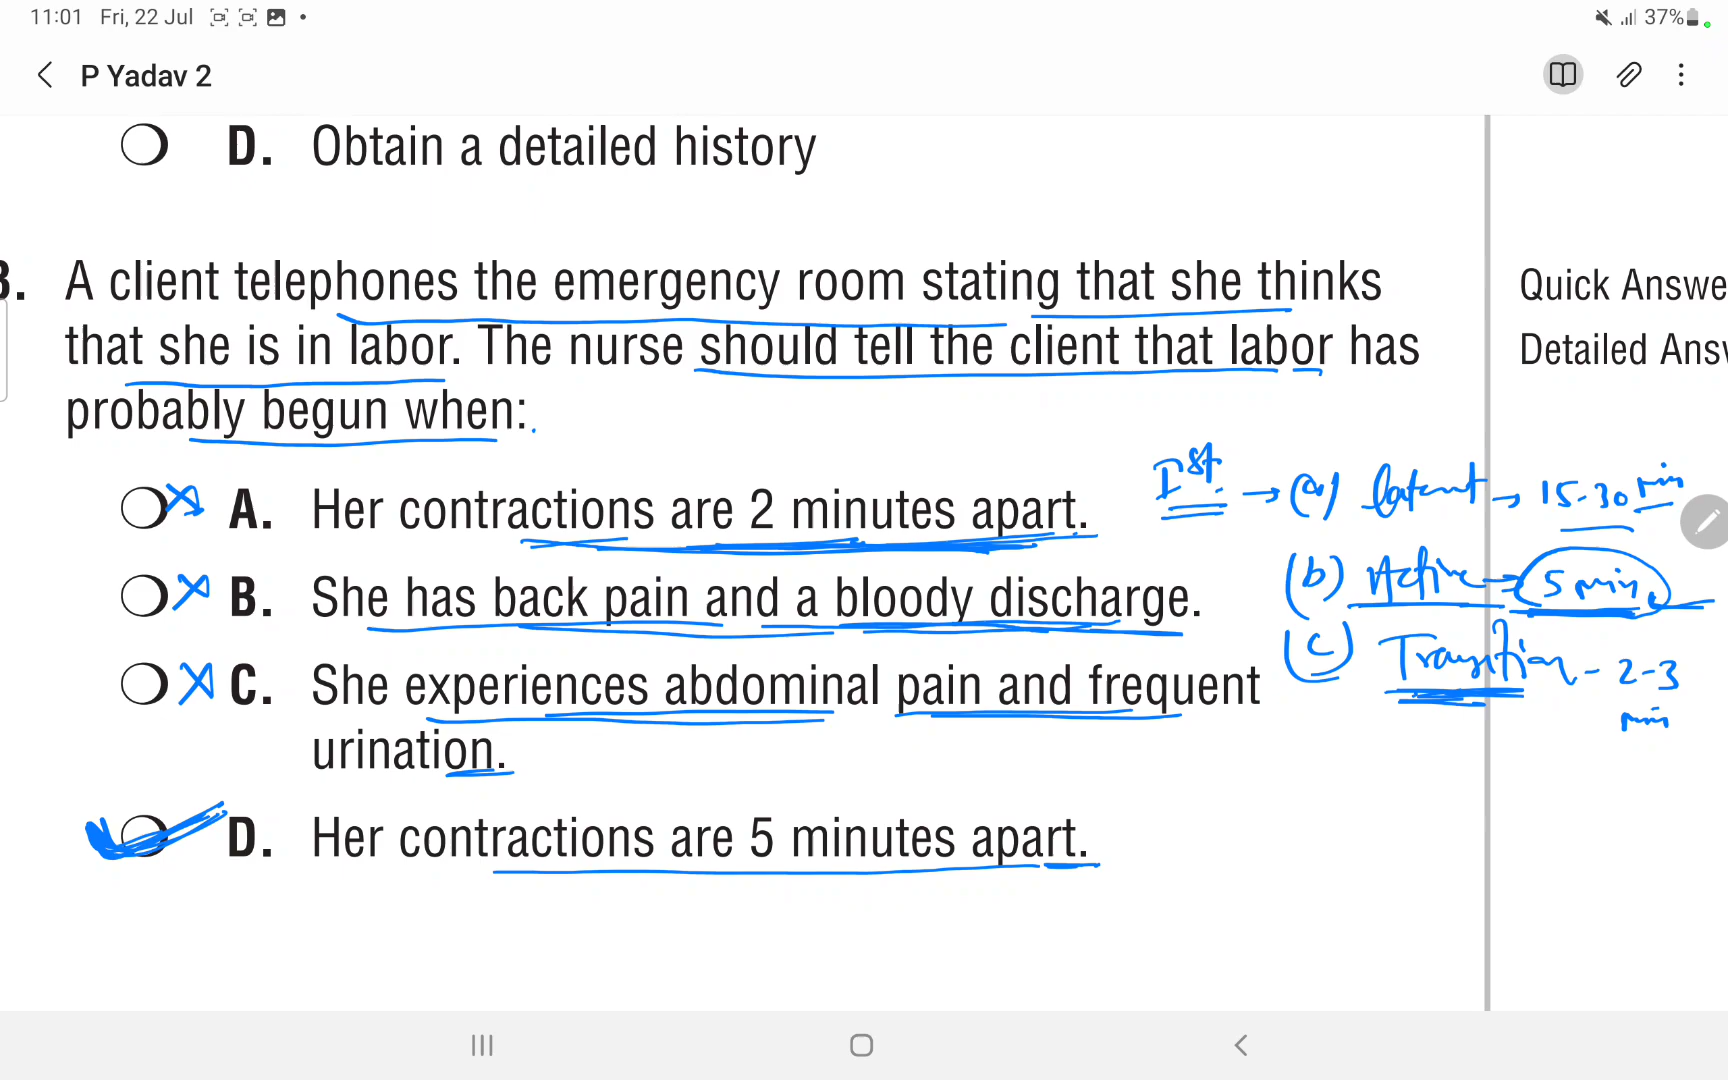 11:01 Fri, 22 Jul
37%
P Yadav 2
D. Obtain a detailed history
3. A client telephones the emergency room stating that she thinks
that she is in labor. The nurse should tell the client that labor has
probably begun when:
Quick Answe
Detailed Answ
A. Her contractions are 2 minutes apart.
B. She has back pain and a bloody discharge.
C. She experiences abdominal pain and frequent
urination.
D. Her contractions are 5 minutes apart.
Ist. → (a) latent → 15-30 min
(b) Active → 5 min.
(c) Transition - 2-3
min